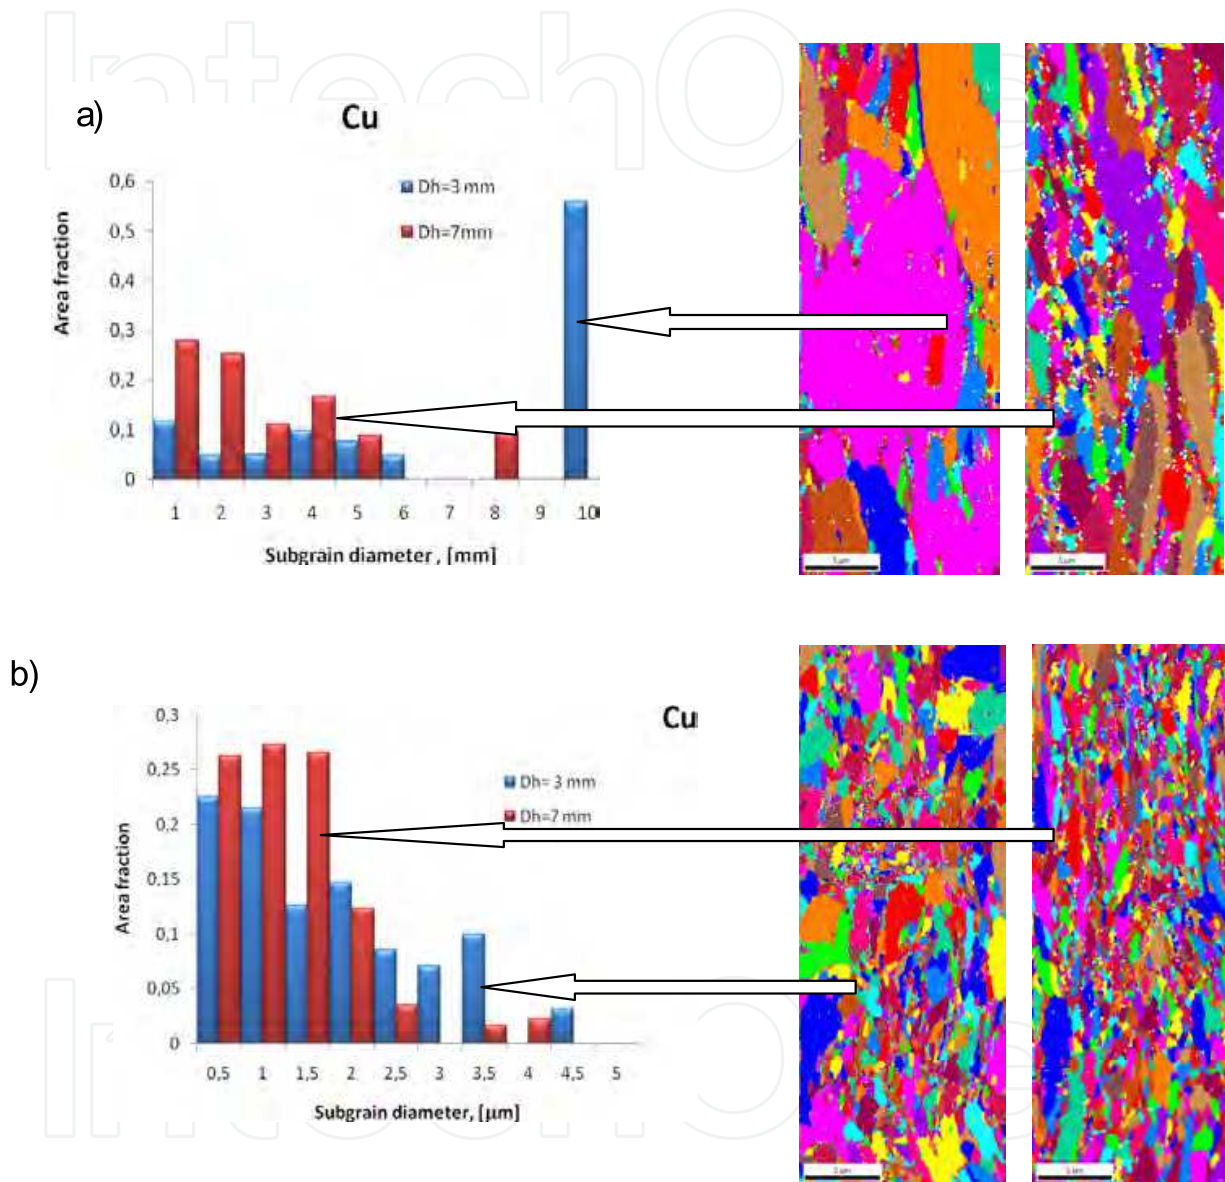 IntechOpen
a)
Cu
Dh=3 mm
Dh=7mm
Area fraction
0,6
0,5
0,4
0,3
0,2
0,1
0
1 2 3 4 5 6 7 8 9 10
Subgrain diameter , [mm]
b)
Cu
Dh= 3 mm
Dh=7 mm
Area fraction
0,3
0,25
0,2
0,15
0,1
0,05
0
0,5 1 1,5 2 2,5 3 3,5 4 4,5 5
Subgrain diameter, [µm]